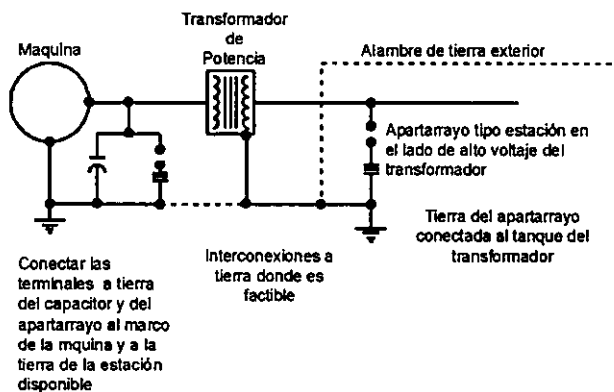 Transformador
de
Potencia
Maquina
Alambre de tierra exterior
Apartarrayo tipo estación en
el lado de alto voltaje del
transformador
Tierra del apartarrayo
conectada al tanque del
transformador
Interconexiones a
tierra donde es
factible
Conectar las
terminales a tierra
del capacitor y del
apartarrayo al marco
de la mquina y a la
tierra de la estación
disponible